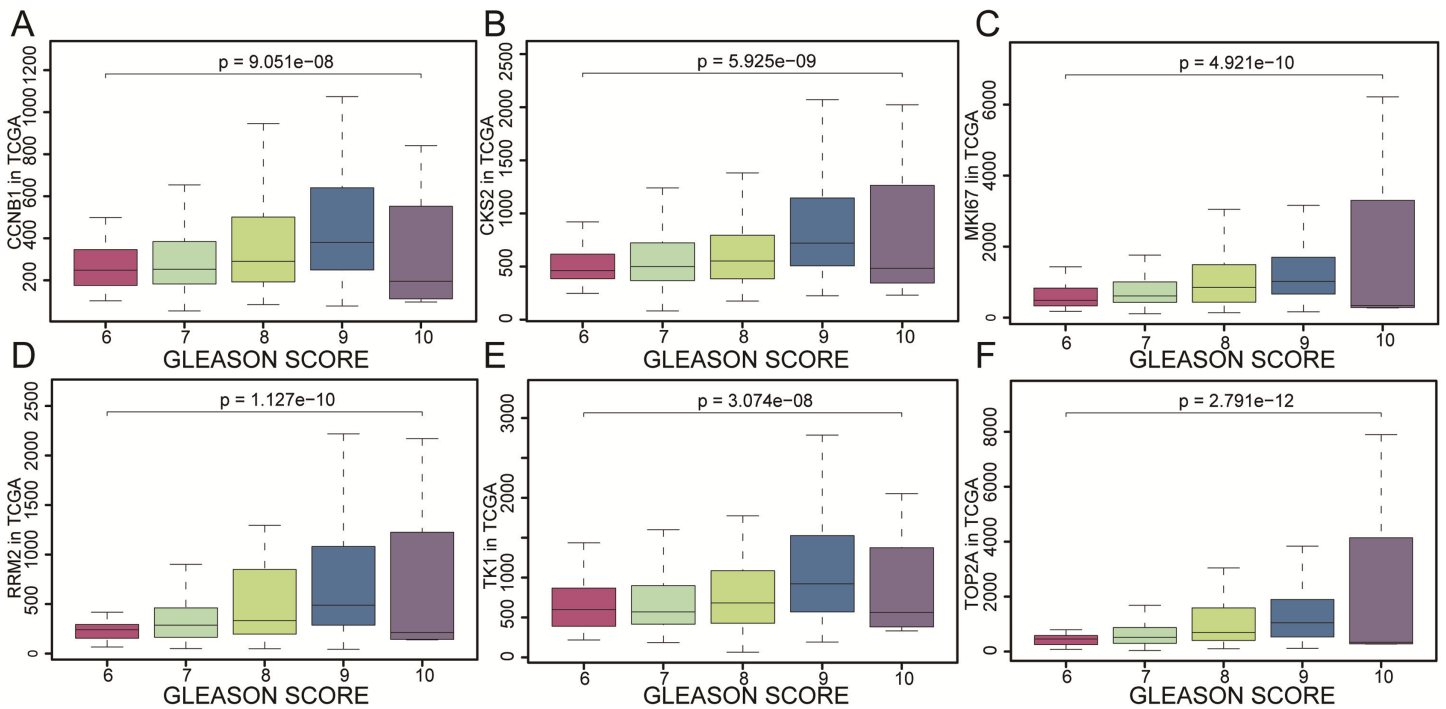 A
CCNB1 in TCGA
1200
1000
800
600
400
200
p = 9.051e−08
6 7 8 9 10
GLEASON SCORE
B
CKS2 in TCGA
2500
2000
1500
1000
500
0
p = 5.925e−09
6 7 8 9 10
GLEASON SCORE
C
MKI67 Iin TCGA
6000
4000
2000
0
p = 4.921e−10
6 7 8 9 10
GLEASON SCORE
D
RRM2 in TCGA
2500
2000
1500
1000
500
0
p = 1.127e−10
6 7 8 9 10
GLEASON SCORE
E
TK1 in TCGA
3000
2000
1000
500
0
p = 3.074e−08
6 7 8 9 10
GLEASON SCORE
F
TOP2A in TCGA
8000
6000
4000
2000
0
p = 2.791e−12
6 7 8 9 10
GLEASON SCORE